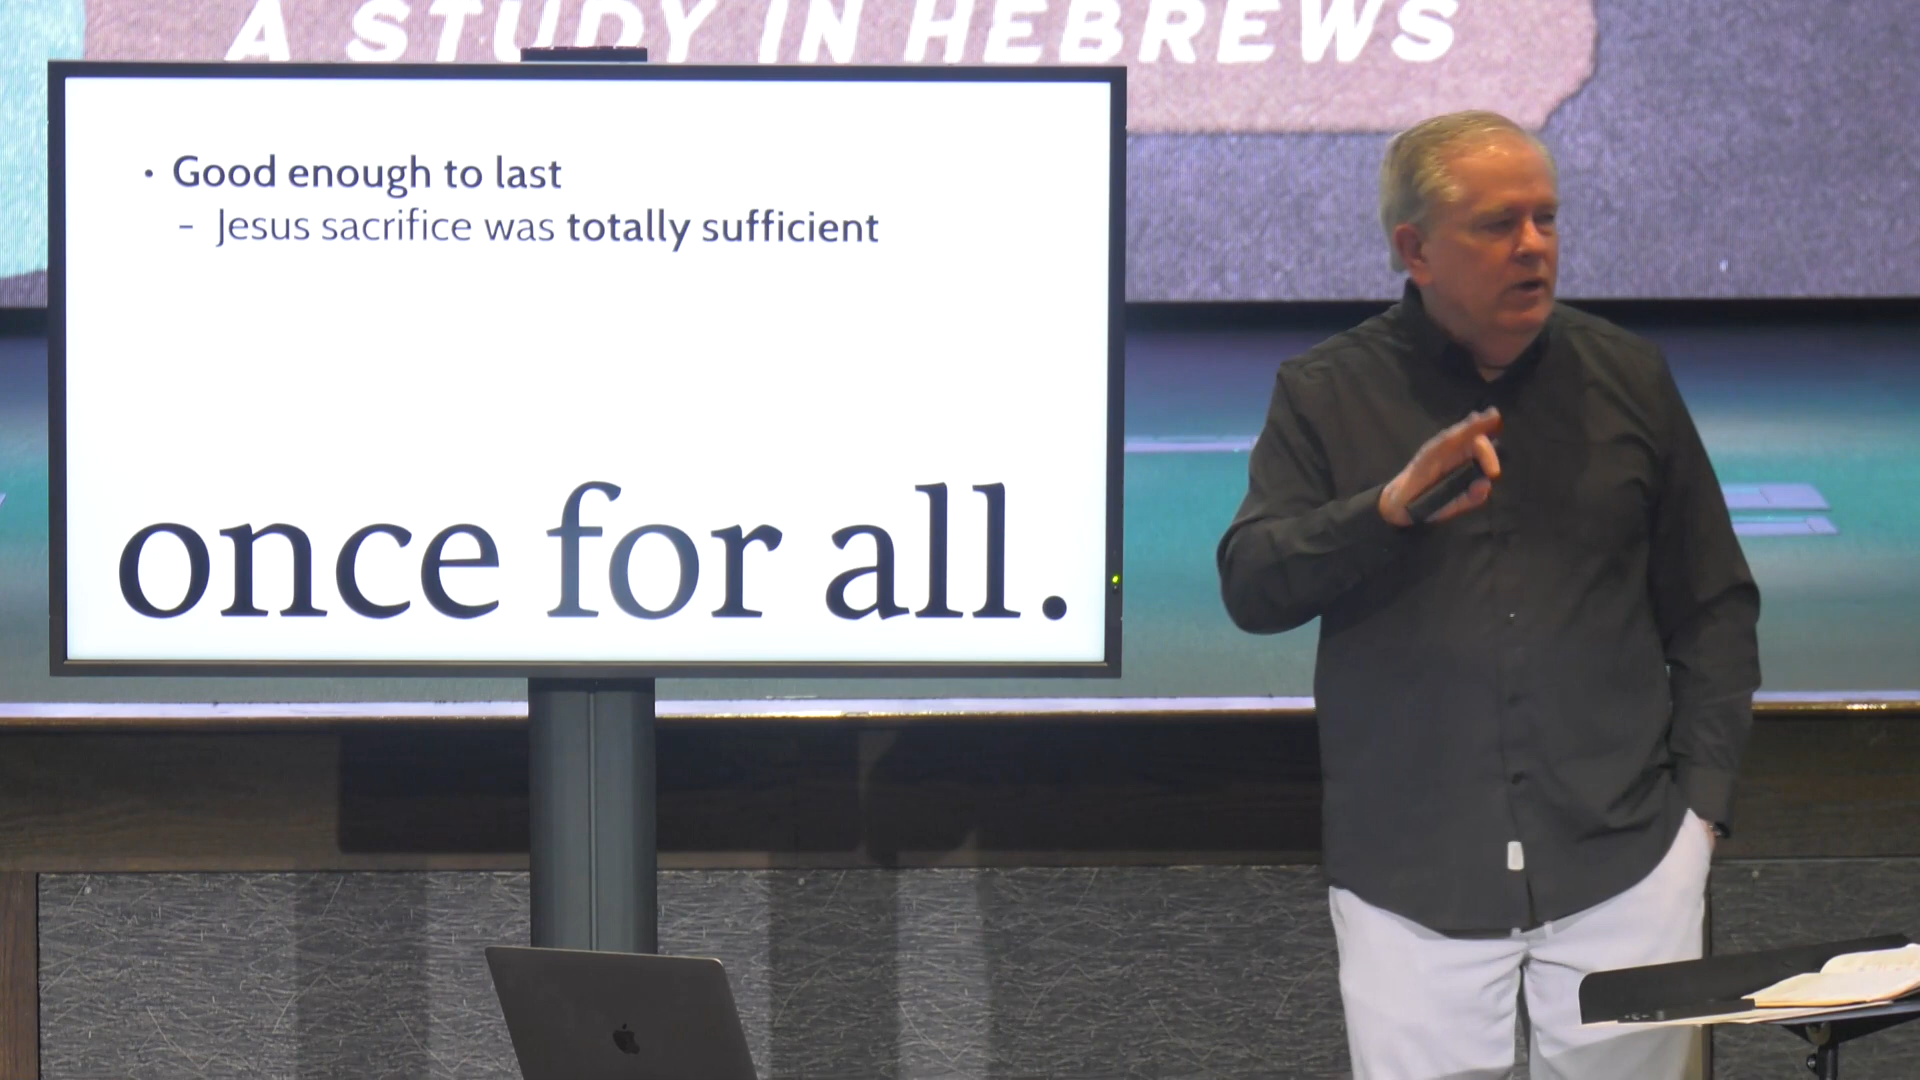 A STUDY IN HEBREWS
• Good enough to last
– Jesus sacrifice was totally sufficient
once for all.